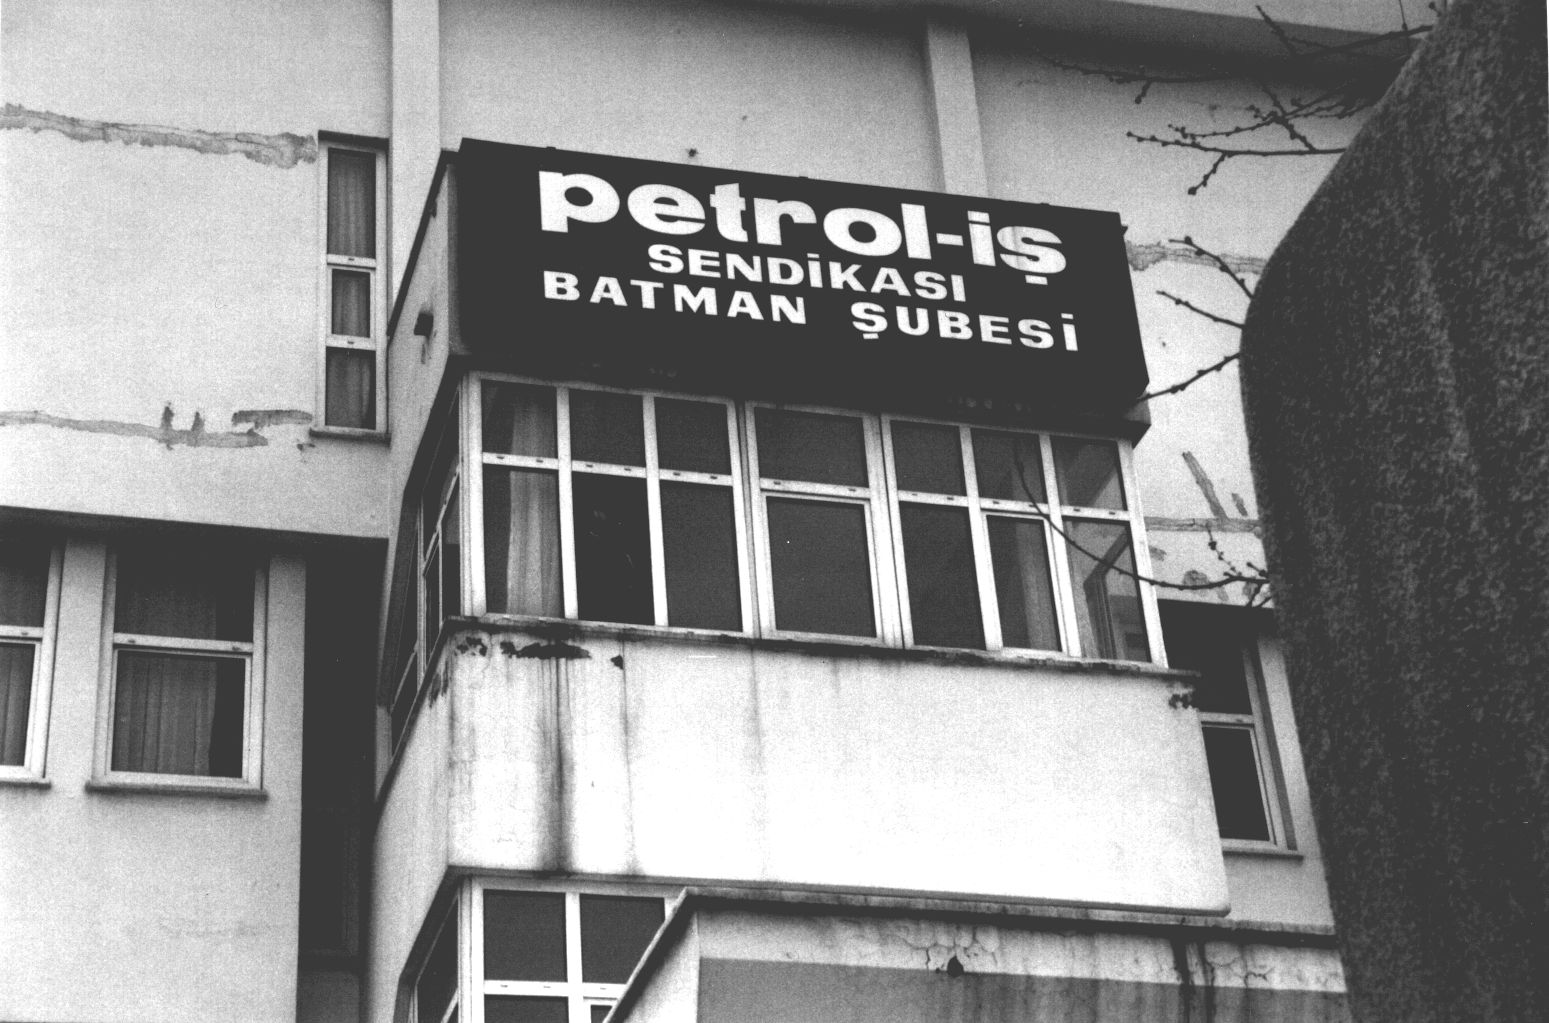 petrol-iş
SENDİKASI
BATMAN ŞUBESİ